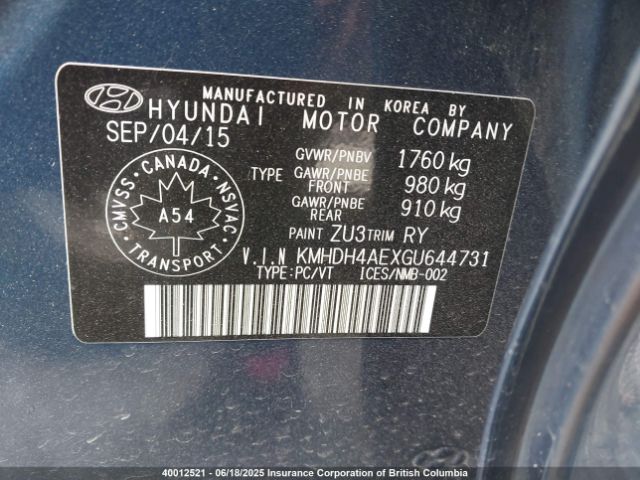 MANUFACTURED IN KOREA BY
HYUNDAI MOTOR COMPANY
SEP/04/15
GVWR/PNBV 1760 kg
TYPE GAWR/PNBE FRONT 980 kg
GAWR/PNBE REAR 910 kg
CANADA
CMVSS NSVAC
A54
TRANSPORT
PAINT ZU3 TRIM RY
V.I.N KMHDH4AEXGU644731
TYPE:PC/VT ICES/NMB-002
40012521 - 06/18/2025 Insurance Corporation of British Columbia